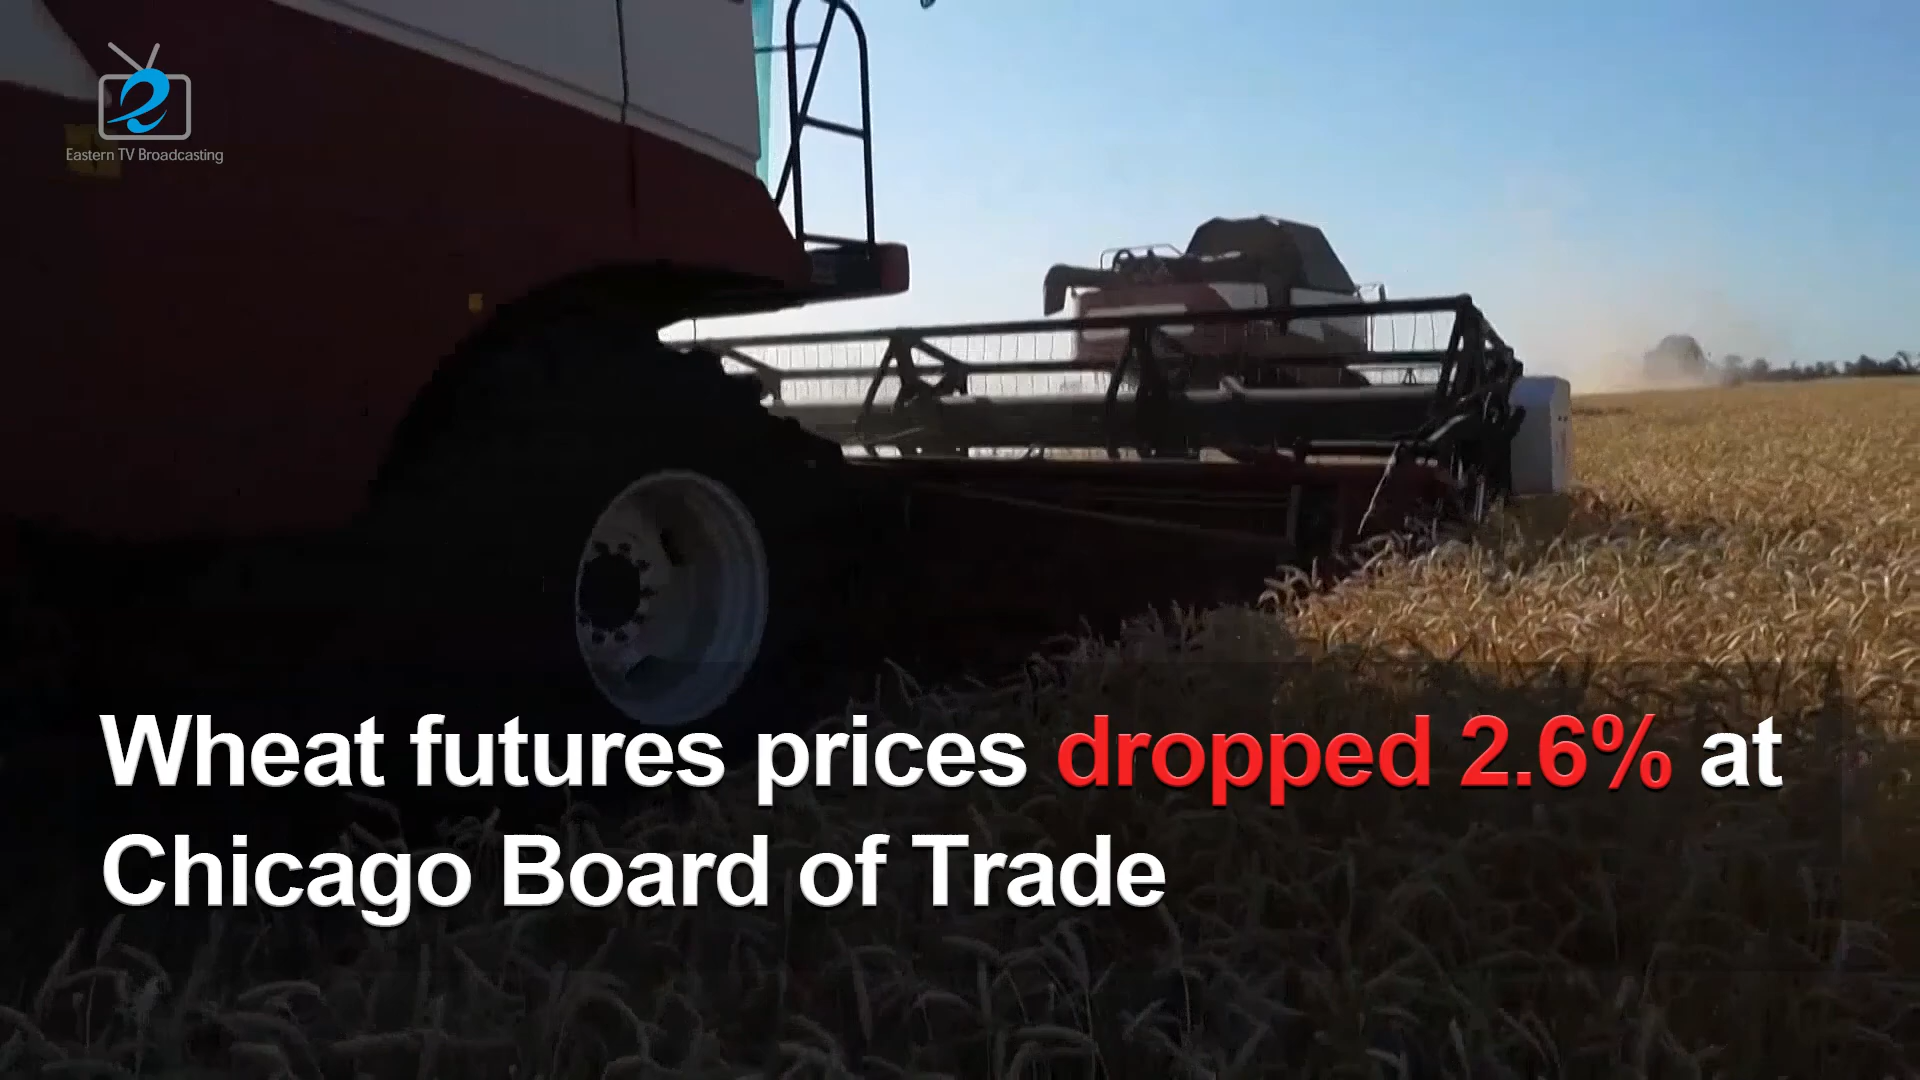 Eastern TV Broadcasting
Wheat futures prices dropped 2.6% at
Chicago Board of Trade